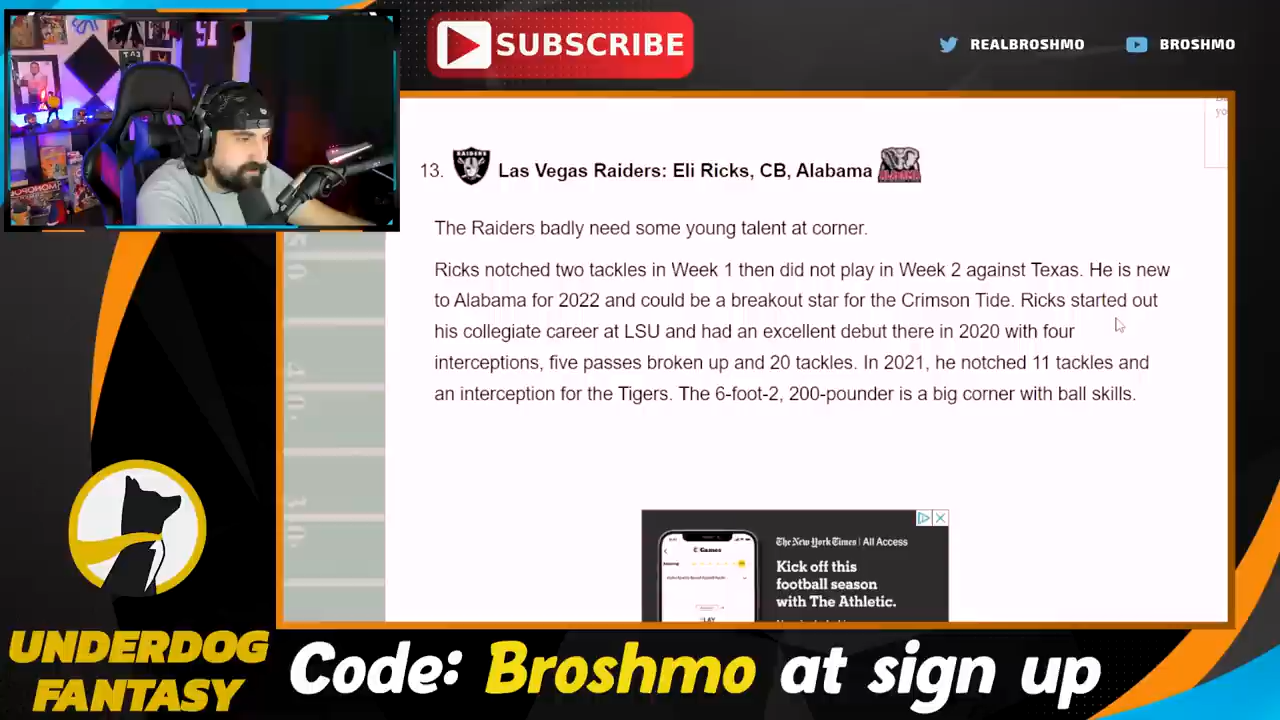 SUBSCRIBE
REALBROSHMO
BROSHMO
13.
RAIDERS
Las Vegas Raiders: Eli Ricks, CB, Alabama
ALABAMA
The Raiders badly need some young talent at corner.
Ricks notched two tackles in Week 1 then did not play in Week 2 against Texas. He is new
to Alabama for 2022 and could be a breakout star for the Crimson Tide. Ricks started out
his collegiate career at LSU and had an excellent debut there in 2020 with four
interceptions, five passes broken up and 20 tackles. In 2021, he notched 11 tackles and
an interception for the Tigers. The 6-foot-2, 200-pounder is a big corner with ball skills.
The New York Times | All Access
Games
Kick off this
football season
with The Athletic.
UNDERDOG
FANTASY
Code: Broshmo at sign up